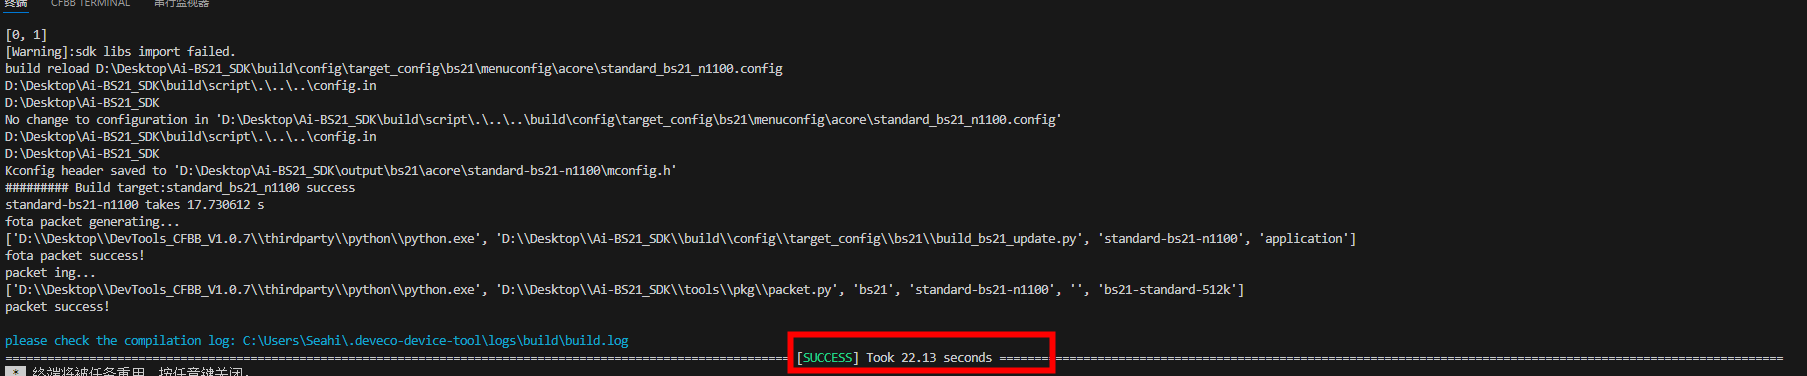 终端 CFBB TERMINAL 串行监视器
[0, 1]
[Warning]:sdk libs import failed.
build reload D:\Desktop\Ai-BS21_SDK\build\config\target_config\bs21\menuconfig\acore\standard_bs21_n1100.config
D:\Desktop\Ai-BS21_SDK\build\script\.\..\..\config.in
D:\Desktop\Ai-BS21_SDK
No change to configuration in 'D:\Desktop\Ai-BS21_SDK\build\script\.\..\..\build\config\target_config\bs21\menuconfig\acore\standard_bs21_n1100.config'
D:\Desktop\Ai-BS21_SDK\build\script\.\..\..\config.in
D:\Desktop\Ai-BS21_SDK
Kconfig header saved to 'D:\Desktop\Ai-BS21_SDK\output\bs21\acore\standard-bs21-n1100\mconfig.h'
######### Build target:standard_bs21_n1100 success
standard-bs21-n1100 takes 17.730612 s
fota packet generating...
['D:\\Desktop\\DevTools_CFBB_V1.0.7\\thirdparty\\python\\python.exe', 'D:\\Desktop\\Ai-BS21_SDK\\build\\config\\target_config\\bs21\\build_bs21_update.py', 'standard-bs21-n1100', 'application']
fota packet success!
packet ing...
['D:\\Desktop\\DevTools_CFBB_V1.0.7\\thirdparty\\python\\python.exe', 'D:\\Desktop\\Ai-BS21_SDK\\tools\\pkg\\packet.py', 'bs21', 'standard-bs21-n1100', '', 'bs21-standard-512k']
packet success!
please check the compilation log: C:\Users\Seahi\.deveco-device-tool\logs\build\build.log
[SUCCESS] Took 22.13 seconds
* 终端将被任务重用，按任意键关闭。